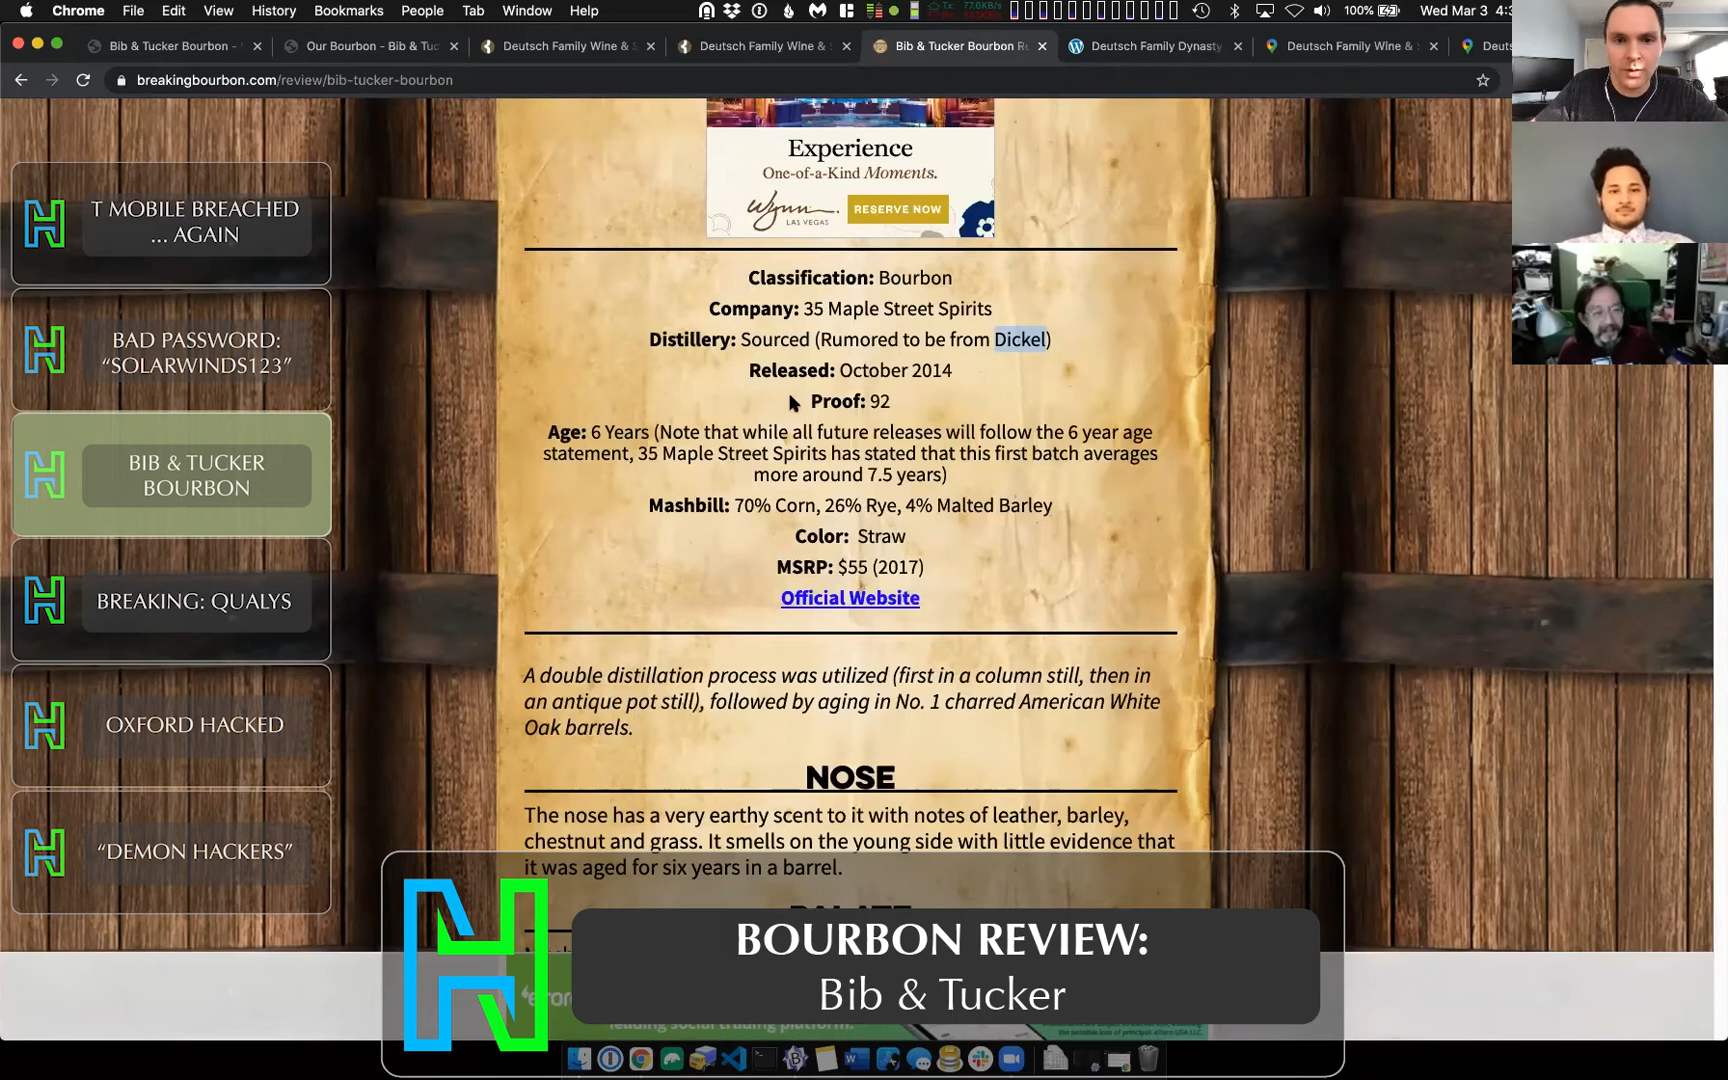 Chrome File Edit View History Bookmarks People Tab Window Help
100%
Wed Mar 3 4:3
Bib & Tucker Bourbon -
Our Bourbon - Bib & Tuc
Deutsch Family Wine & S
Deutsch Family Wine & S
Bib & Tucker Bourbon Re
Deutsch Family Dynasty
Deutsch Family Wine & S
Deuts
breakingbourbon.com/review/bib-tucker-bourbon
Experience
One-of-a-Kind Moments.
Wynn
LAS VEGAS
RESERVE NOW
Classification: Bourbon
Company: 35 Maple Street Spirits
Distillery: Sourced (Rumored to be from Dickel)
Released: October 2014
Proof: 92
Age: 6 Years (Note that while all future releases will follow the 6 year age
statement, 35 Maple Street Spirits has stated that this first batch averages
more around 7.5 years)
Mashbill: 70% Corn, 26% Rye, 4% Malted Barley
Color: Straw
MSRP: $55 (2017)
Official Website
A double distillation process was utilized (first in a column still, then in
an antique pot still), followed by aging in No. 1 charred American White
Oak barrels.
NOSE
The nose has a very earthy scent to it with notes of leather, barley,
chestnut and grass. It smells on the young side with little evidence that
it was aged for six years in a barrel.
PALATE
T MOBILE BREACHED
... AGAIN
BAD PASSWORD:
“SOLARWINDS123”
BIB & TUCKER
BOURBON
BREAKING: QUALYS
OXFORD HACKED
“DEMON HACKERS”
BOURBON REVIEW:
Bib & Tucker
leading social trading platform.